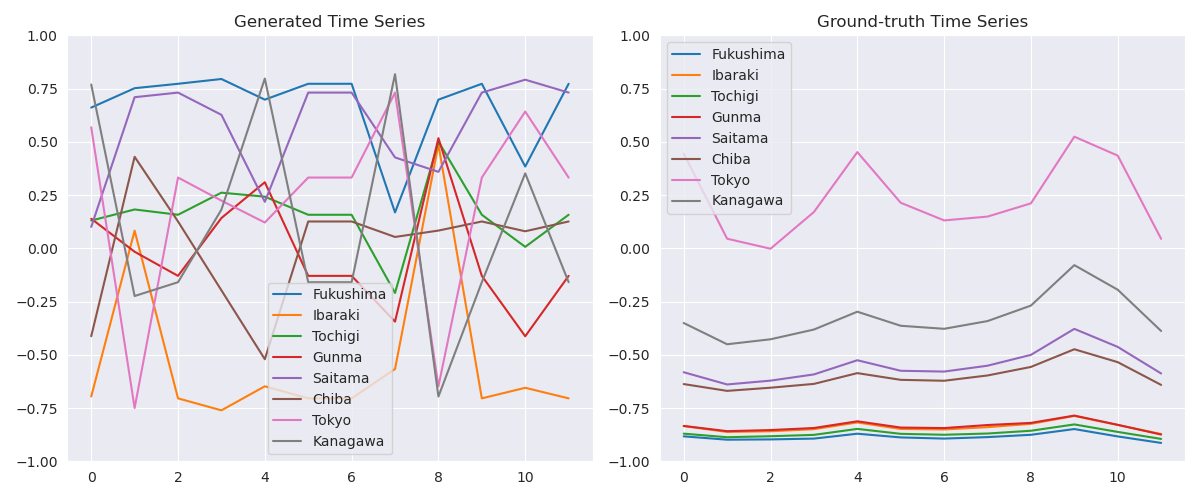 Generated Time Series
1.00
0.75
0.50
0.25
0.00
−0.25
−0.50
−0.75
−1.00
0 2 4 6 8 10
Fukushima
Ibaraki
Tochigi
Gunma
Saitama
Chiba
Tokyo
Kanagawa
Ground-truth Time Series
1.00
0.75
0.50
0.25
0.00
−0.25
−0.50
−0.75
−1.00
0 2 4 6 8 10
Fukushima
Ibaraki
Tochigi
Gunma
Saitama
Chiba
Tokyo
Kanagawa